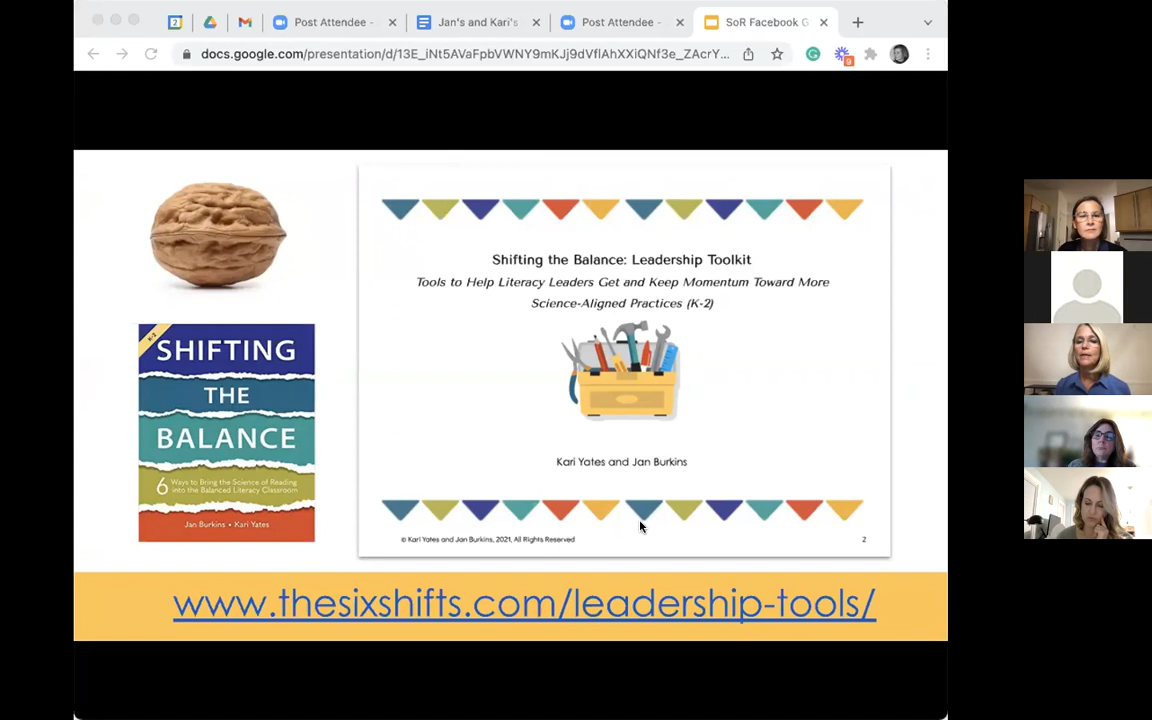 Post Attendee -
Jan's and Kari's
Post Attendee -
SoR Facebook G
docs.google.com/presentation/d/13E_iNt5AVaFpbVWNY9mKJj9dVflAhXXiQNf3e_ZAcrY...
9
K-2
SHIFTING
THE
BALANCE
6 Ways to Bring the Science of Reading
into the Balanced Literacy Classroom
Jan Burkins • Kari Yates
Shifting the Balance: Leadership Toolkit
Tools to Help Literacy Leaders Get and Keep Momentum Toward More
Science-Aligned Practices (K-2)
Kari Yates and Jan Burkins
© Kari Yates and Jan Burkins, 2021, All Rights Reserved
2
www.thesixshifts.com/leadership-tools/